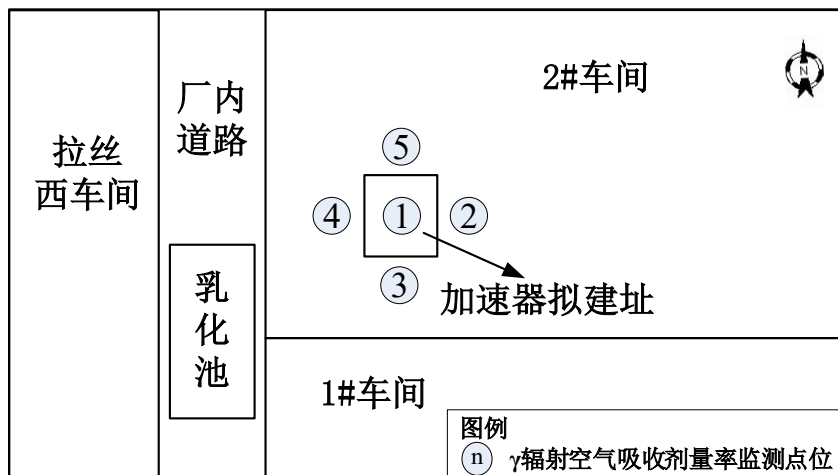 拉丝
西车间
厂内
道路
乳
化
池
2#车间
N
⑤
④
①
②
③
加速器拟建址
1#车间
图例
ⓝ γ辐射空气吸收剂量率监测点位